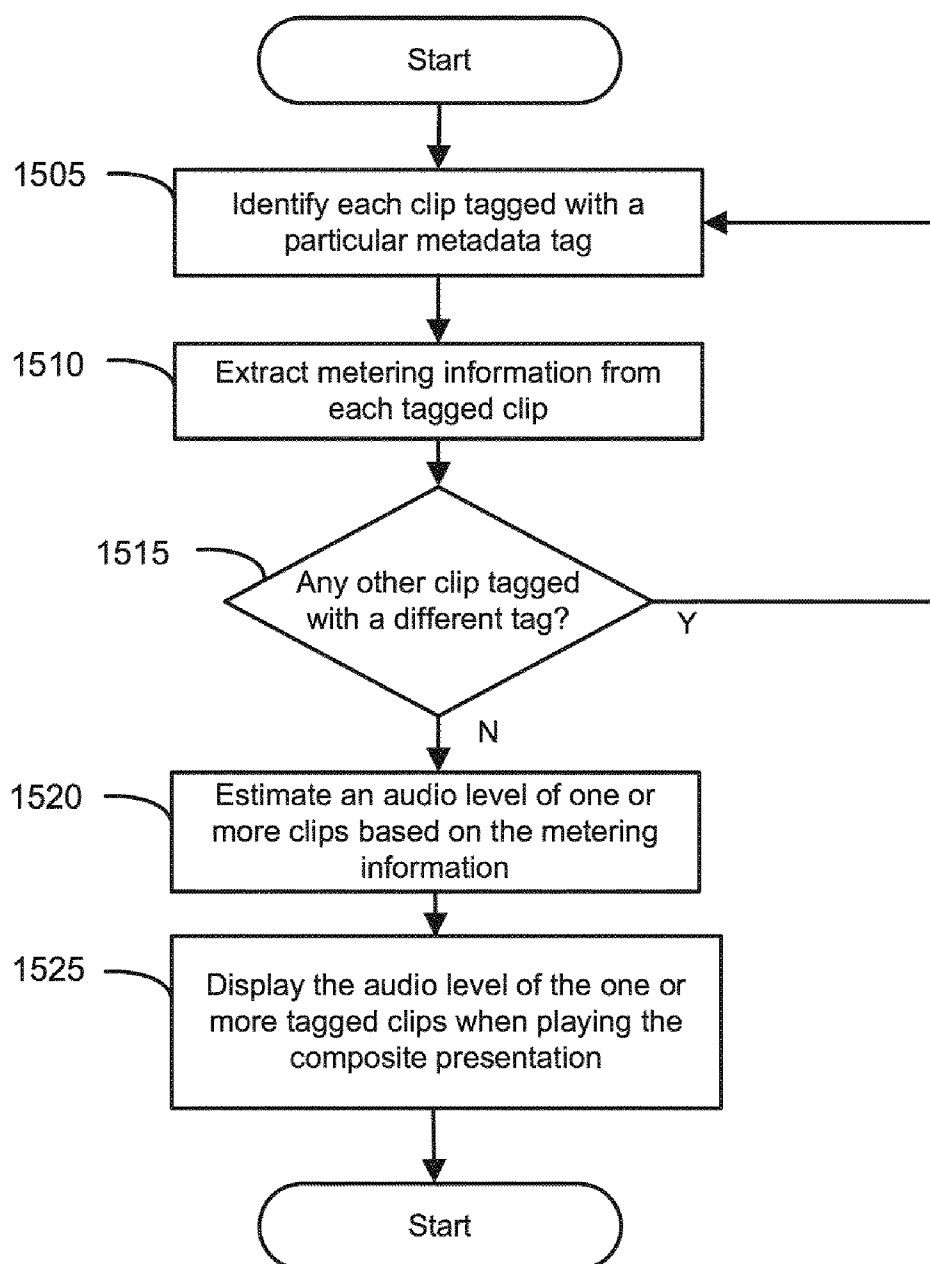 Start
1505
Identify each clip tagged with a
particular metadata tag
1510
Extract metering information from
each tagged clip
1515
Any other clip tagged
with a different tag?
Y
N
1520
Estimate an audio level of one or
more clips based on the metering
information
1525
Display the audio level of the one or
more tagged clips when playing the
composite presentation
Start